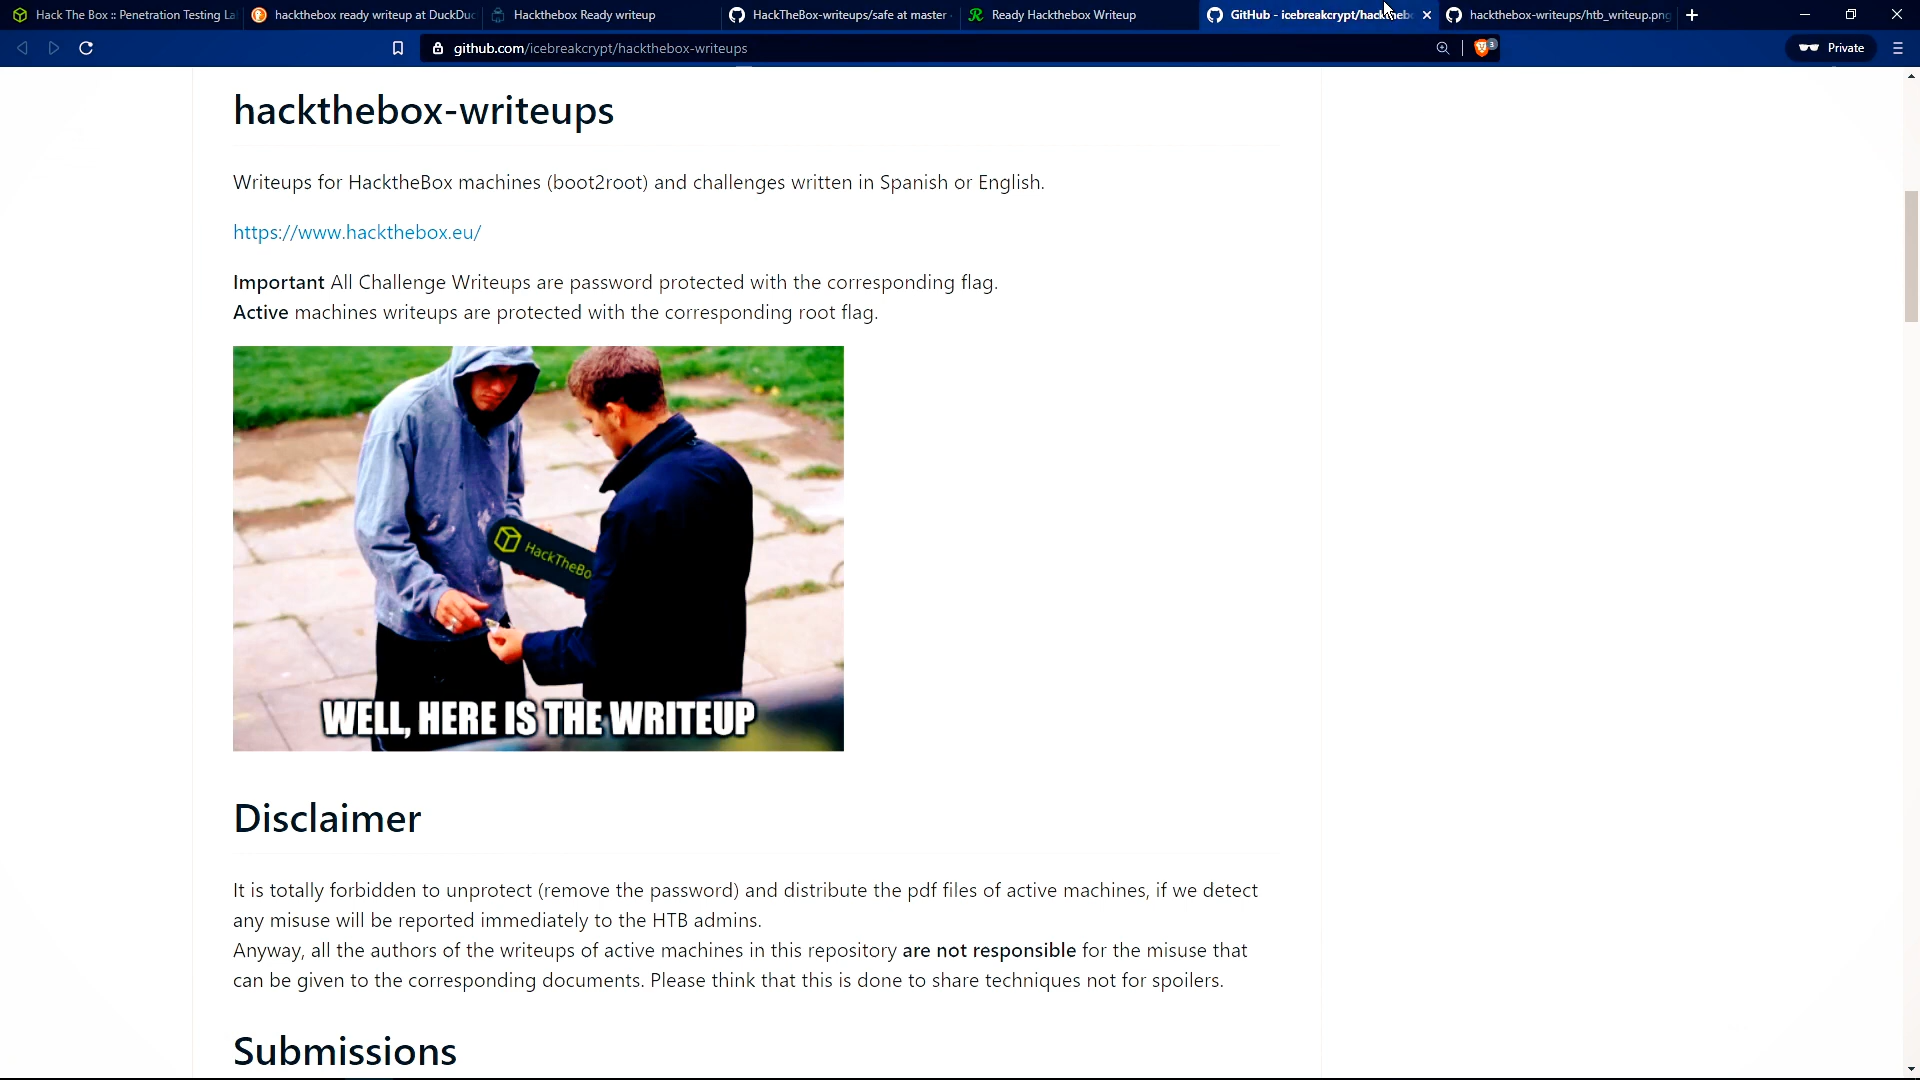 Hack The Box :: Penetration Testing La
hackthebox ready writeup at DuckDuc
Hackthebox Ready writeup
HackTheBox-writeups/safe at master ·
Ready Hackthebox Writeup
GitHub - icebreakcrypt/hackthebo
hackthebox-writeups/htb_writeup.png
github.com/icebreakcrypt/hackthebox-writeups
3
Private
hackthebox-writeups
Writeups for HacktheBox machines (boot2root) and challenges written in Spanish or English.
https://www.hackthebox.eu/
Important All Challenge Writeups are password protected with the corresponding flag.
Active machines writeups are protected with the corresponding root flag.
HackTheBo
WELL, HERE IS THE WRITEUP
Disclaimer
It is totally forbidden to unprotect (remove the password) and distribute the pdf files of active machines, if we detect
any misuse will be reported immediately to the HTB admins.
Anyway, all the authors of the writeups of active machines in this repository are not responsible for the misuse that
can be given to the corresponding documents. Please think that this is done to share techniques not for spoilers.
Submissions